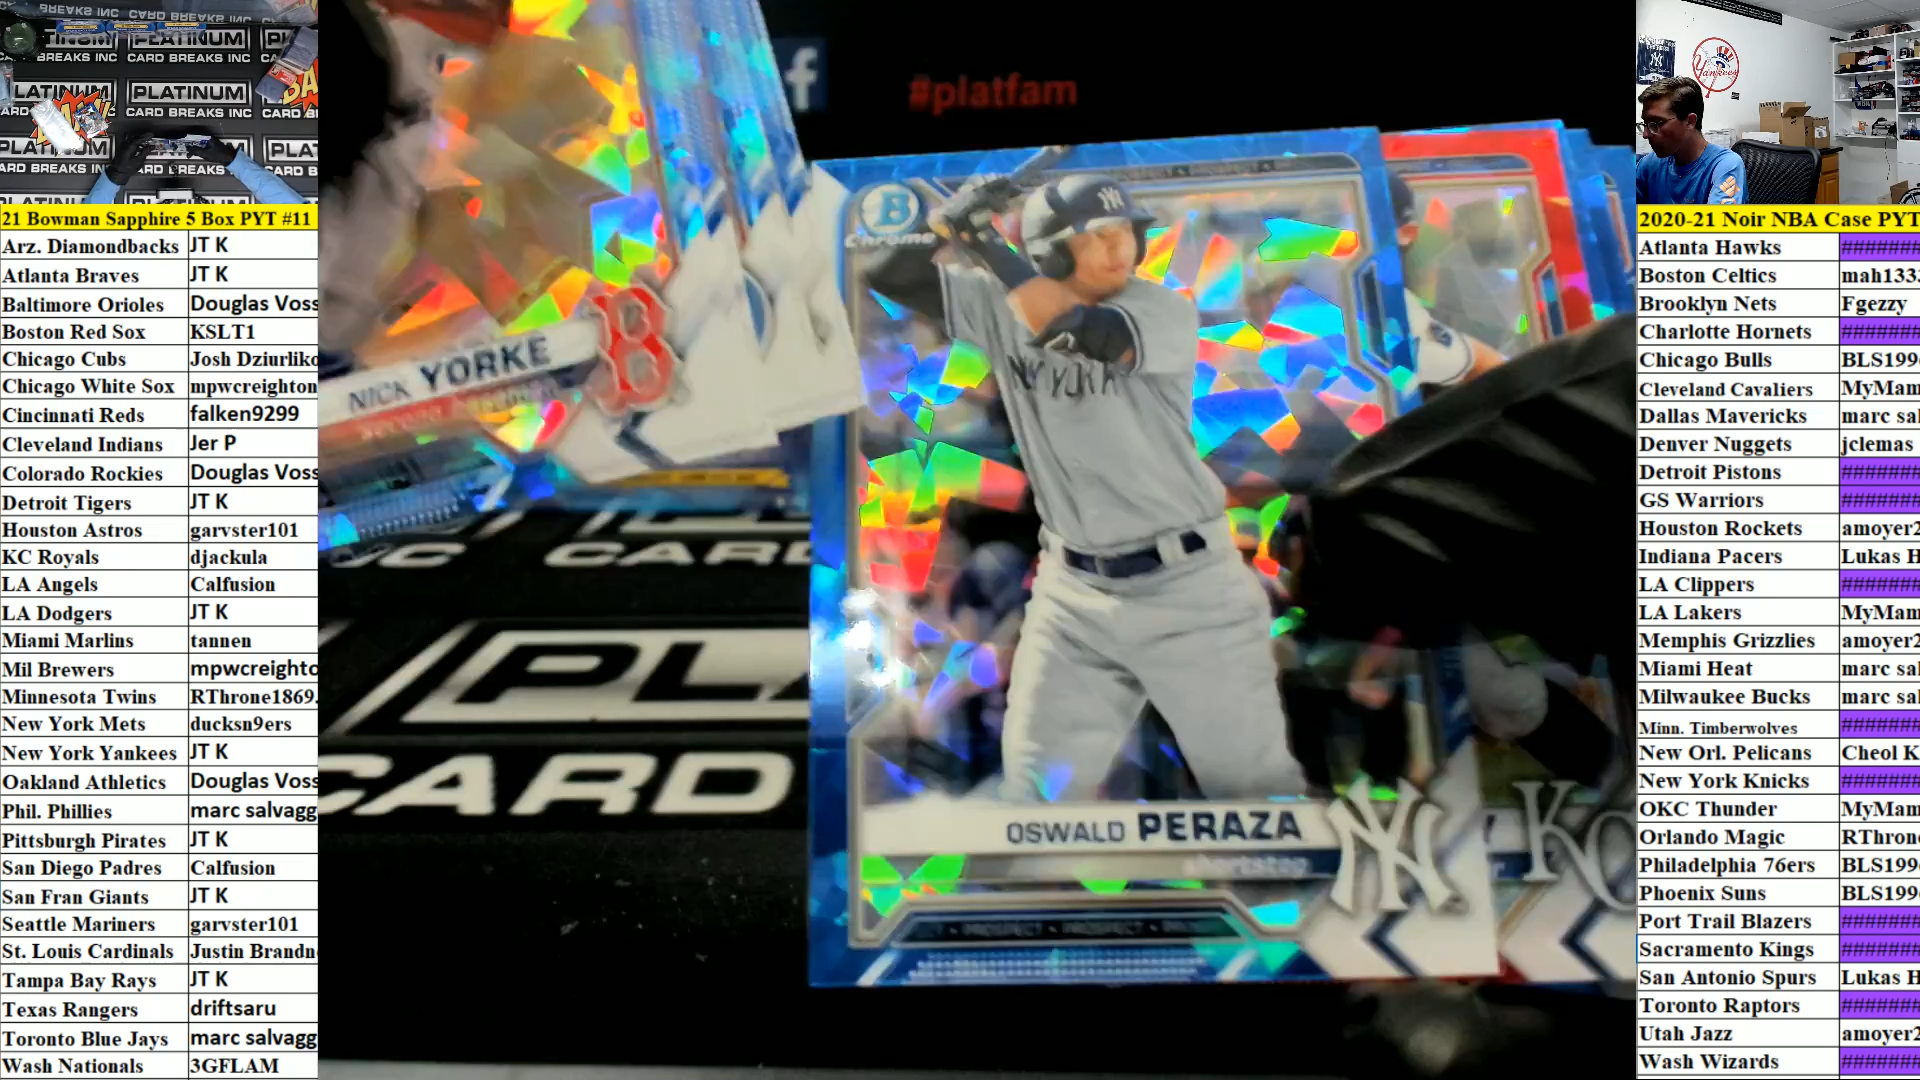 PLATINUM
CARD BREAKS INC
#platfam
21 Bowman Sapphire 5 Box PYT #11
Arz. Diamondbacks JT K
Atlanta Braves JT K
Baltimore Orioles Douglas Voss
Boston Red Sox KSLT1
Chicago Cubs Josh Dziurliko
Chicago White Sox mpwcreighton
Cincinnati Reds falken9299
Cleveland Indians Jer P
Colorado Rockies Douglas Voss
Detroit Tigers JT K
Houston Astros garvster101
KC Royals djackula
LA Angels Calfusion
LA Dodgers JT K
Miami Marlins tannen
Mil Brewers mpwcreighto
Minnesota Twins RThrone1869.
New York Mets ducksn9ers
New York Yankees JT K
Oakland Athletics Douglas Voss
Phil. Phillies marc salvagg
Pittsburgh Pirates JT K
San Diego Padres Calfusion
San Fran Giants JT K
Seattle Mariners garvster101
St. Louis Cardinals Justin Brandn
Tampa Bay Rays JT K
Texas Rangers driftsaru
Toronto Blue Jays marc salvagg
Wash Nationals 3GFLAM
NICK YORKE
B
B
Chrome
NEW YORK
OSWALD PERAZA
shortstop
NY
PROSPECT • PROSPECT
CARD
PLA
CARD
Yankees
2020-21 Noir NBA Case PYT
Atlanta Hawks ########
Boston Celtics mah133
Brooklyn Nets Fgezzy
Charlotte Hornets ########
Chicago Bulls BLS199
Cleveland Cavaliers MyMam
Dallas Mavericks marc sal
Denver Nuggets jclemas
Detroit Pistons ########
GS Warriors ########
Houston Rockets amoyer2
Indiana Pacers Lukas H
LA Clippers ########
LA Lakers MyMam
Memphis Grizzlies amoyer2
Miami Heat marc sal
Milwaukee Bucks marc sal
Minn. Timberwolves ########
New Orl. Pelicans Cheol K
New York Knicks ########
OKC Thunder MyMam
Orlando Magic RThron
Philadelphia 76ers BLS199
Phoenix Suns BLS199
Port Trail Blazers ########
Sacramento Kings ########
San Antonio Spurs Lukas H
Toronto Raptors ########
Utah Jazz amoyer2
Wash Wizards ########